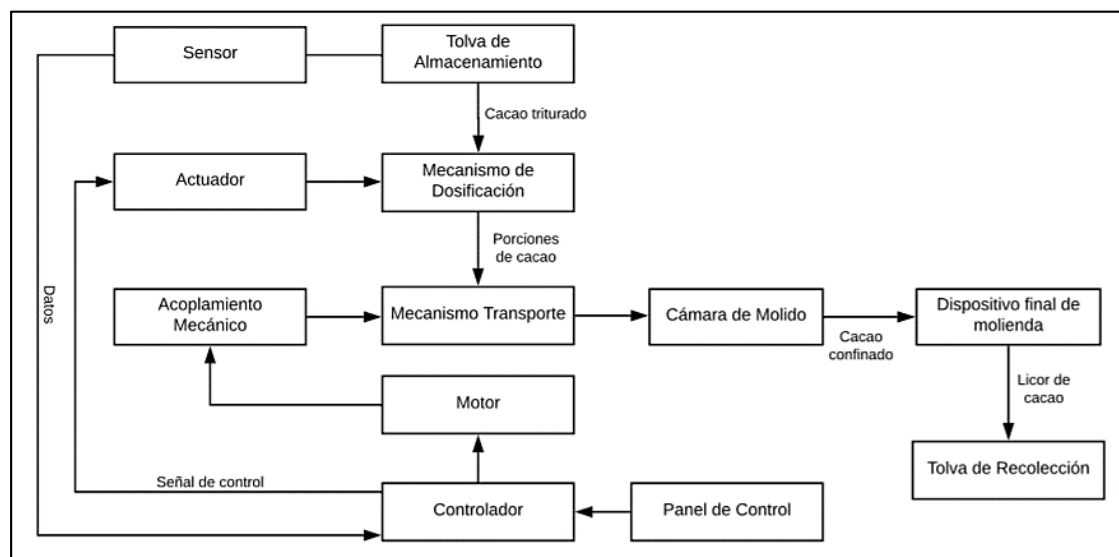 Sensor
Tolva de
Almacenamiento
Cacao triturado
Actuador
Mecanismo de
Dosificación
Porciones
de cacao
Datos
Acoplamiento
Mecánico
Mecanismo Transporte
Cámara de Molido
Cacao
confinado
Dispositivo final de
molienda
Licor de
cacao
Motor
Tolva de Recolección
Señal de control
Controlador
Panel de Control